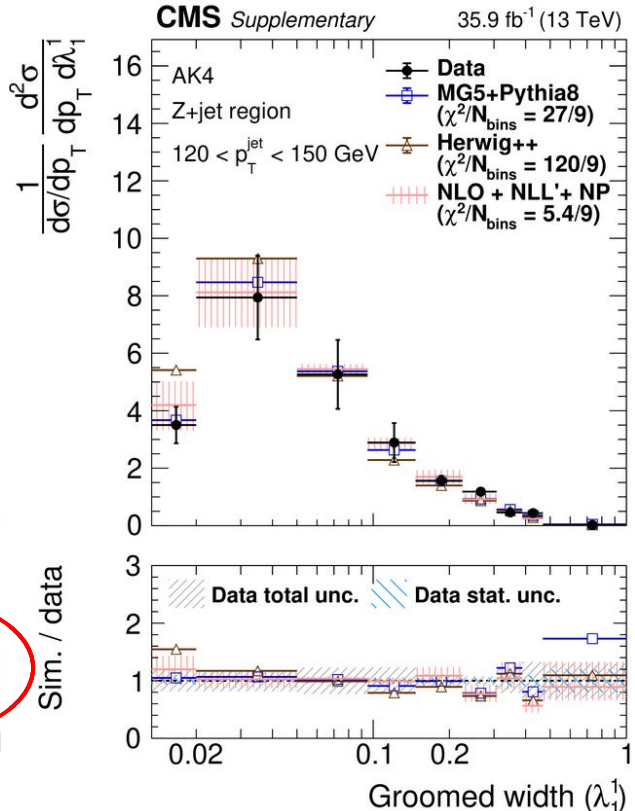 CMS Supplementary 35.9 fb⁻¹ (13 TeV)
1 d²σ
dσ/dp_T dp_T dλ¹₁
AK4
Z+jet region
120 < p_T^jet < 150 GeV
Data
MG5+Pythia8
(χ²/N_bins = 27/9)
Herwig++
(χ²/N_bins = 120/9)
NLO + NLL'+ NP
(χ²/N_bins = 5.4/9)
16
14
12
10
8
6
4
2
0
Sim. / data
Data total unc. Data stat. unc.
3
2
1
0
0.02 0.1 0.2 1
Groomed width (λ¹₁)